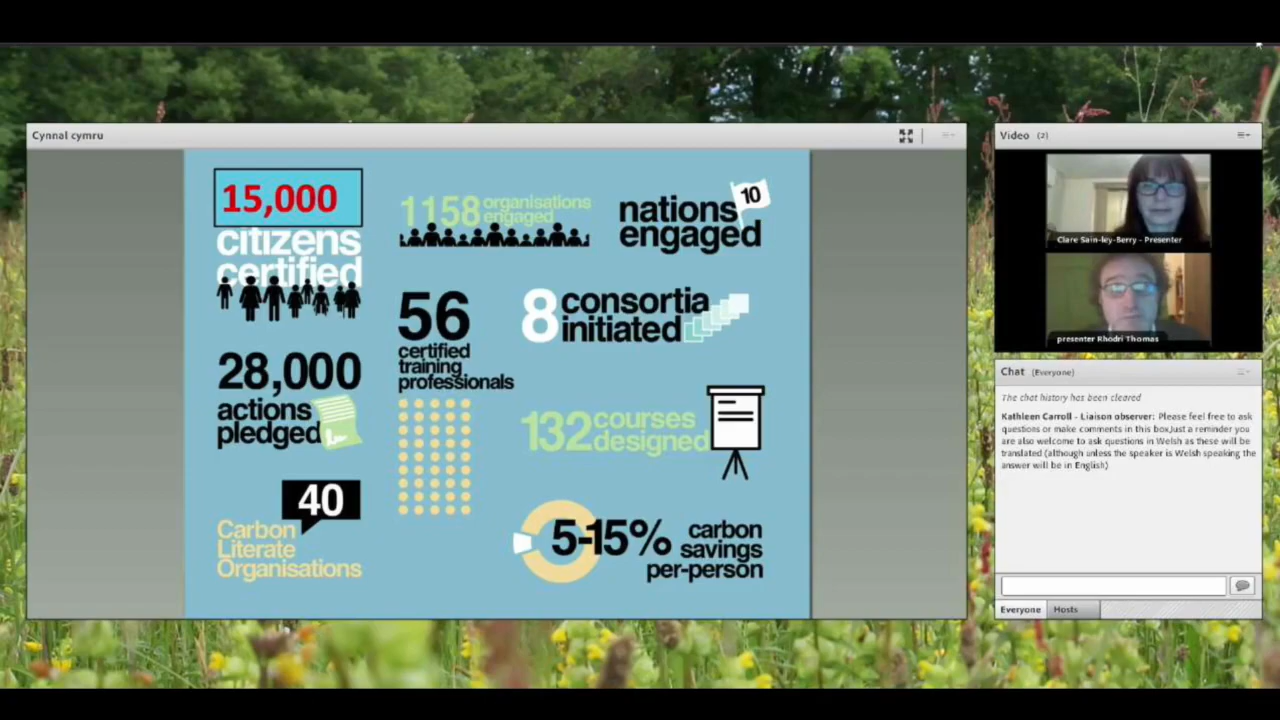 Cynnal cymru
15,000
citizens
certified
1158 organisations
engaged
nations 10
engaged
56
certified
training
professionals
8 consortia
initiated
28,000
actions
pledged
132 courses
designed
40
Carbon
Literate
Organisations
5-15% carbon
savings
per-person
Video (2)
Clare Sain-ley-Berry - Presenter
presenter Rhodri Thomas
Chat (Everyone)
The chat history has been cleared
Kathleen Carroll - Liaison observer: Please feel free to ask
questions or make comments in this box.Just a reminder you
are also welcome to ask questions in Welsh as these will be
translated (although unless the speaker is Welsh speaking the
answer will be in English)
Everyone Hosts